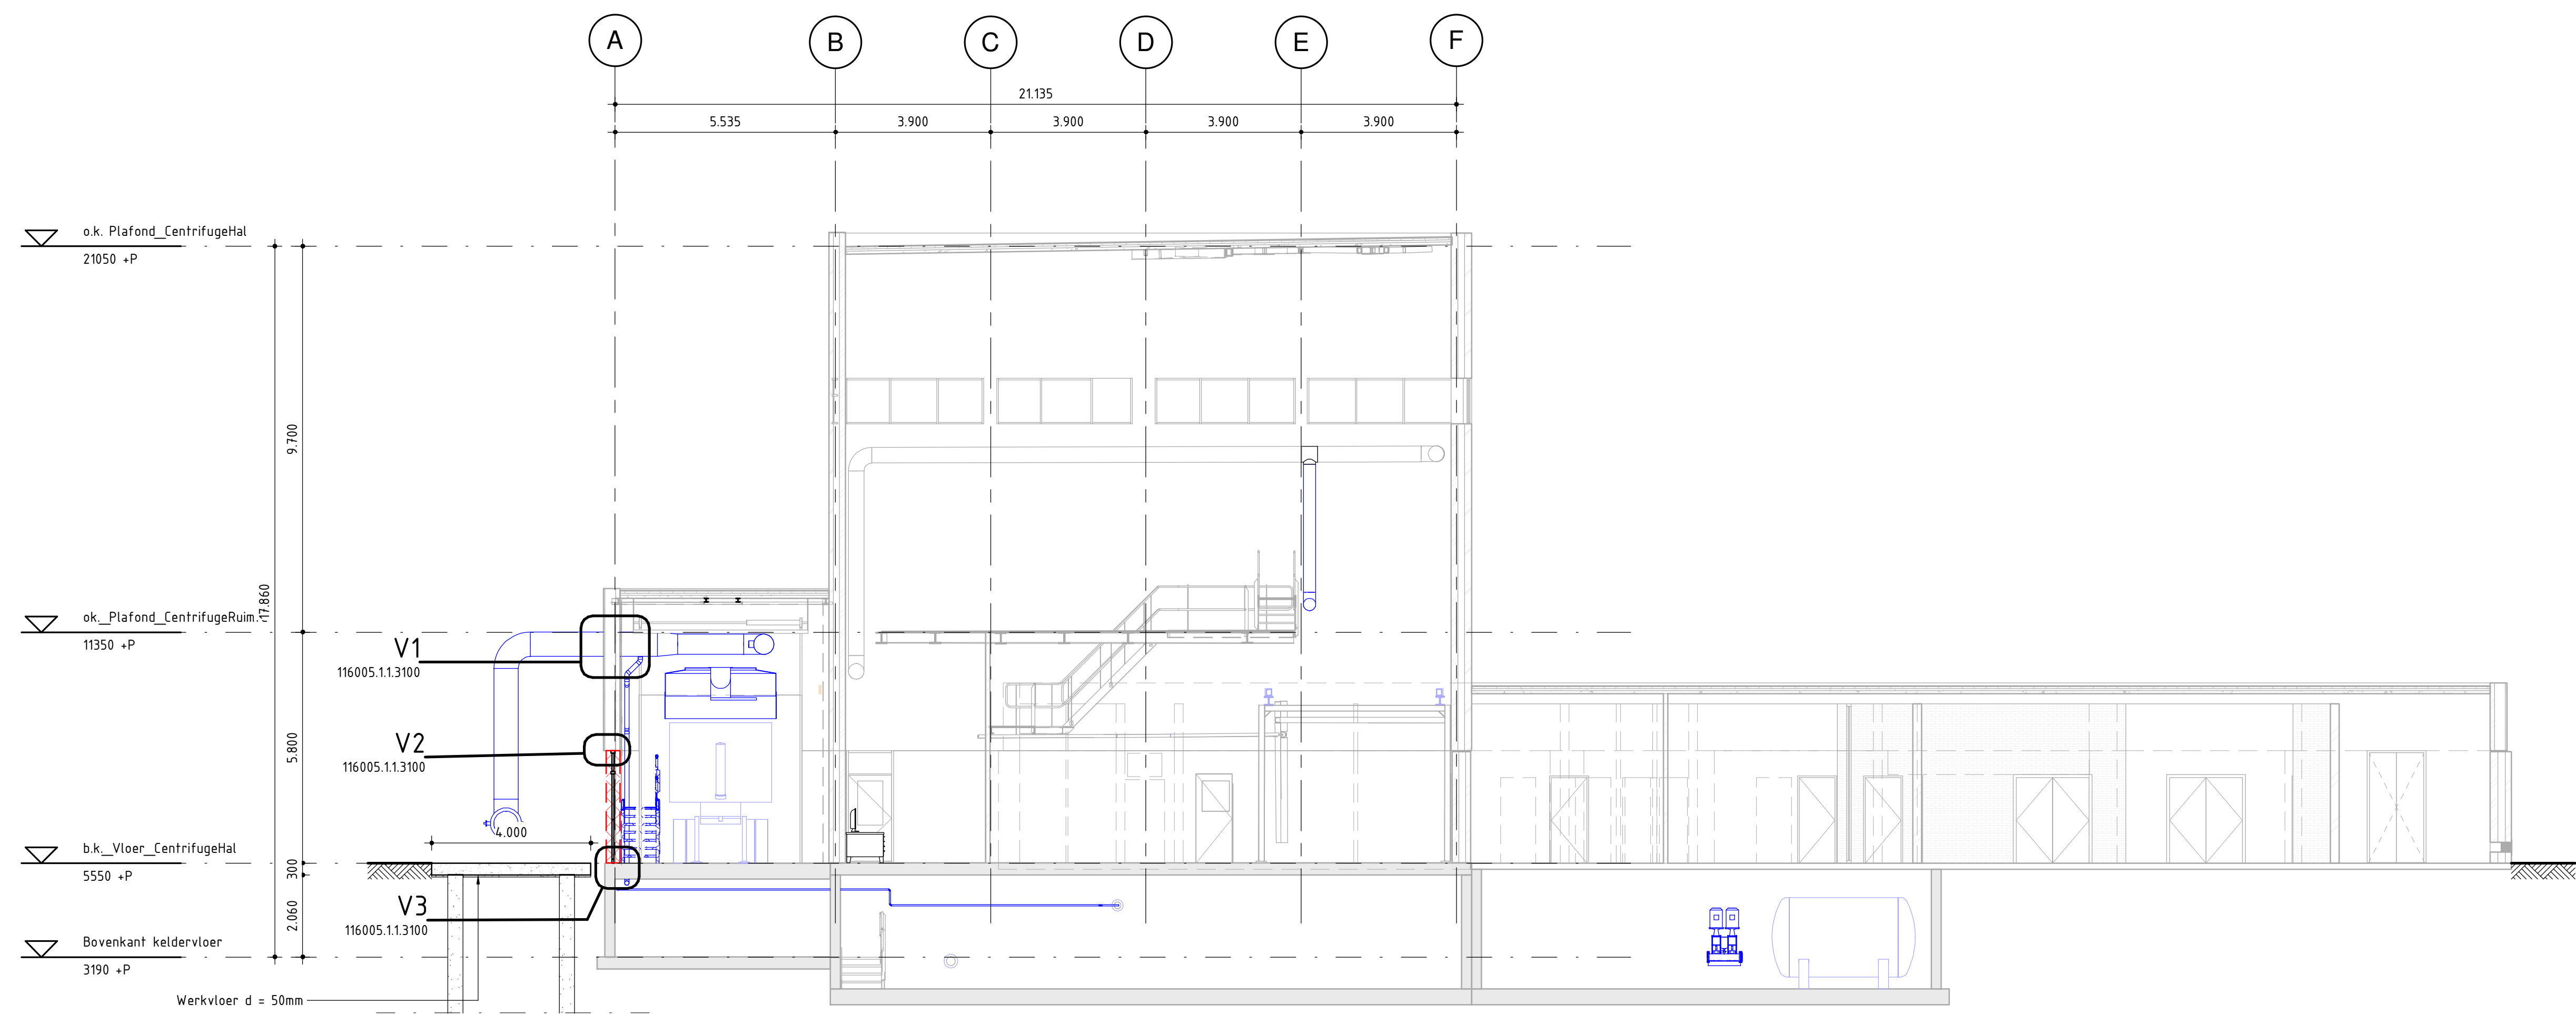 A
B
C
D
E
F
21.135
5.535
3.900
3.900
3.900
3.900
o.k. Plafond_CentrifugeHal
21050 +P
9.700
17.860
ok._Plafond_CentrifugeRuim...
11350 +P
V1
116005.1.1.3100
V2
116005.1.1.3100
5.800
4.000
b.k._Vloer_CentrifugeHal
5550 +P
300
V3
116005.1.1.3100
2.060
Bovenkant keldervloer
3190 +P
Werkvloer d = 50mm